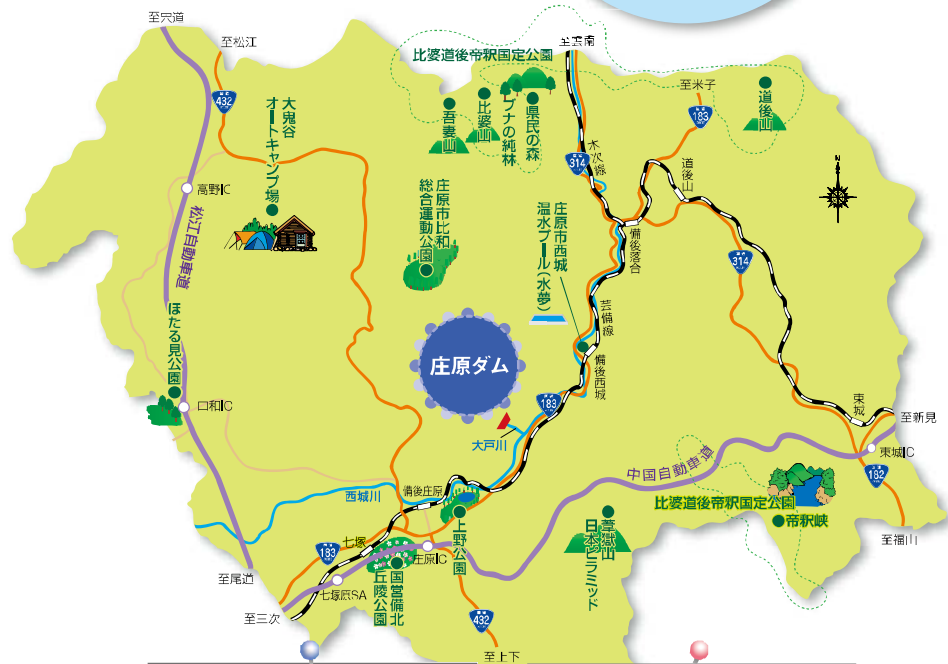 至宍道
至松江
至雲南
比婆道後帝釈国定公園
至米子
432
大鬼谷
オートキャンプ場
吾妻山
比婆山
ブナの純林
県民の森
183
道後山
314
木次線
道後山
N
高野IC
松江自動車道
庄原市比和
総合運動公園
庄原市西城
温水プール(水夢)
備後落合
314
芸備線
ほたる見公園
庄原ダム
備後西城
口和IC
183
東城
至新見
大戸川
東城IC
中国自動車道
182
西城川
備後庄原
比婆道後帝釈国定公園
帝釈峡
上野公園
葦嶽山
日本ピラミッド
至福山
七塚
183
庄原IC
至尾道
七塚原SA
国営備北
丘陵公園
至三次
432
至上下